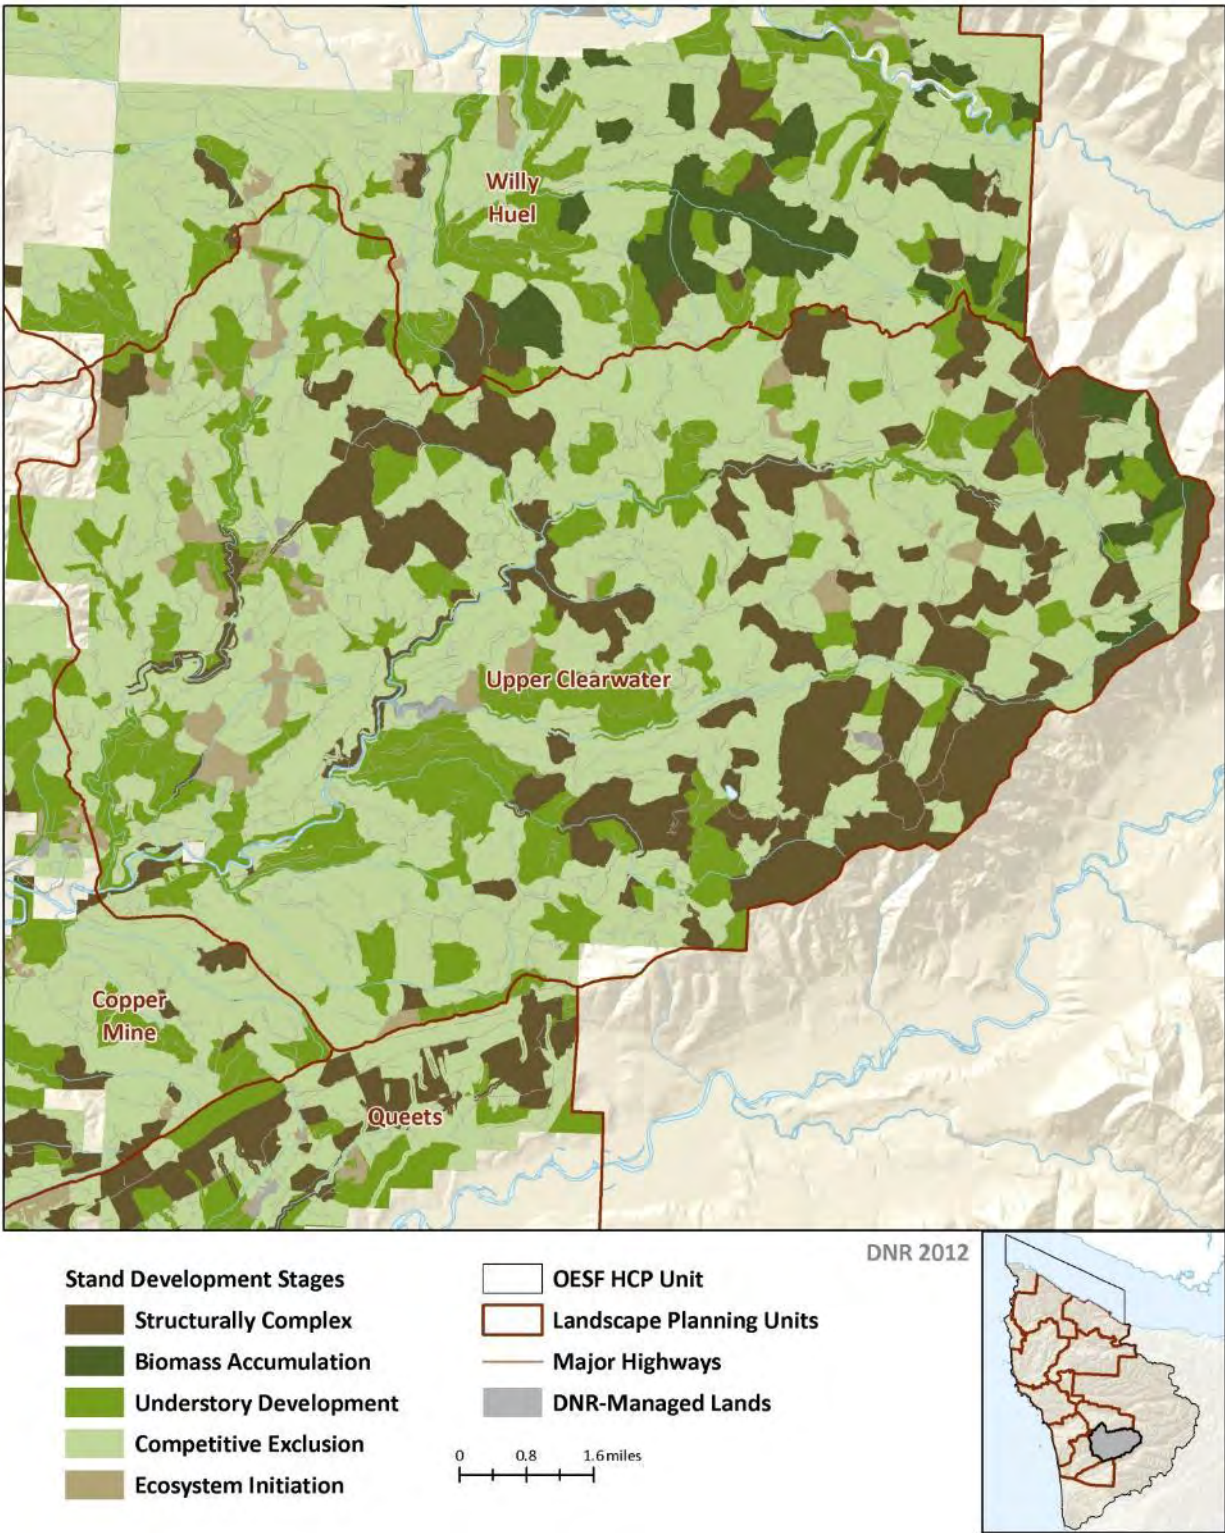 Willy
Huel
Upper Clearwater
Copper
Mine
Queets
DNR 2012
Stand Development Stages
Structurally Complex
Biomass Accumulation
Understory Development
Competitive Exclusion
Ecosystem Initiation
OESF HCP Unit
Landscape Planning Units
Major Highways
DNR-Managed Lands
0 0.8 1.6 miles